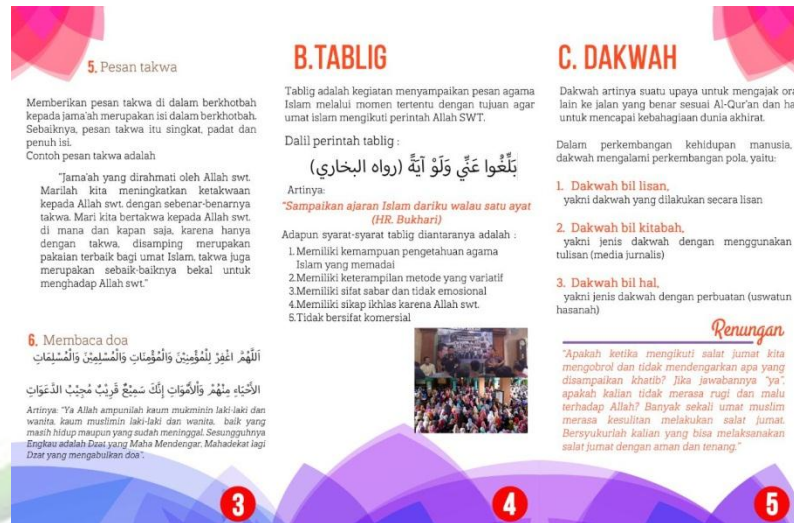 5. Pesan takwa
Memberikan pesan takwa di dalam berkhotbah
kepada jama'ah merupakan isi dalam berkhotbah.
Sebaiknya, pesan takwa itu singkat, padat dan
penuh isi.
Contoh pesan takwa adalah
"Jama'ah yang dirahmati oleh Allah swt.
Marilah kita meningkatkan ketakwaan
kepada Allah swt. dengan sebenar-benarnya
takwa. Mari kita bertakwa kepada Allah swt.
di mana dan kapan saja, karena hanya
dengan takwa, disamping merupakan
pakaian terbaik bagi umat Islam, takwa juga
merupakan sebaik-baiknya bekal untuk
menghadap Allah swt."
6. Membaca doa
اَللّٰهُمَّ اغْفِرْ لِلْمُؤْمِنِيْنَ وَالْمُؤْمِنَاتِ وَالْمُسْلِمِيْنَ وَالْمُسْلِمَاتِ
الأَحْيَاءِ مِنْهُمْ وَاْلأَمْوَاتِ إِنَّكَ سَمِيْعٌ قَرِيْبٌ مُجِيْبُ الدَّعَوَاتِ
Artinya: "Ya Allah ampunilah kaum mukminin laki-laki dan
wanita, kaum muslimin laki-laki dan wanita, baik yang
masih hidup maupun yang sudah meninggal. Sesungguhnya
Engkau adalah Dzat yang Maha Mendengar, Mahadekat lagi
Dzat yang mengabulkan doa".
3
B.TABLIG
Tablig adalah kegiatan menyampaikan pesan agama
Islam melalui momen tertentu dengan tujuan agar
umat islam mengikuti perintah Allah SWT.
Dalil perintah tablig :
بَلِّغُوا عَنِّي وَلَوْ آيَةً (رواه البخاري)
Artinya:
"Sampaikan ajaran Islam dariku walau satu ayat
(HR. Bukhari)
Adapun syarat-syarat tablig diantaranya adalah :
1. Memiliki kemampuan pengetahuan agama
Islam yang memadai
2.Memiliki keterampilan metode yang variatif
3.Memiliki sifat sabar dan tidak emosional
4.Memiliki sikap ikhlas karena Allah swt.
5.Tidak bersifat komersial
4
C. DAKWAH
Dakwah artinya suatu upaya untuk mengajak ora
lain ke jalan yang benar sesuai Al-Qur'an dan ha
untuk mencapai kebahagiaan dunia akhirat.
Dalam perkembangan kehidupan manusia,
dakwah mengalami perkembangan pola, yaitu:
1. Dakwah bil lisan,
yakni dakwah yang dilakukan secara lisan
2. Dakwah bil kitabah,
yakni jenis dakwah dengan menggunakan
tulisan (media jurnalis)
3. Dakwah bil hal,
yakni jenis dakwah dengan perbuatan (uswatun
hasanah)
Renungan
"Apakah ketika mengikuti salat jumat kita
mengobrol dan tidak mendengarkan apa yang
disampaikan khatib? Jika jawabannya "ya",
apakah kalian tidak merasa rugi dan malu
terhadap Allah? Banyak sekali umat muslim
merasa kesulitan melakukan salat jumat.
Bersyukurlah kalian yang bisa melaksanakan
salat jumat dengan aman dan tenang."
5